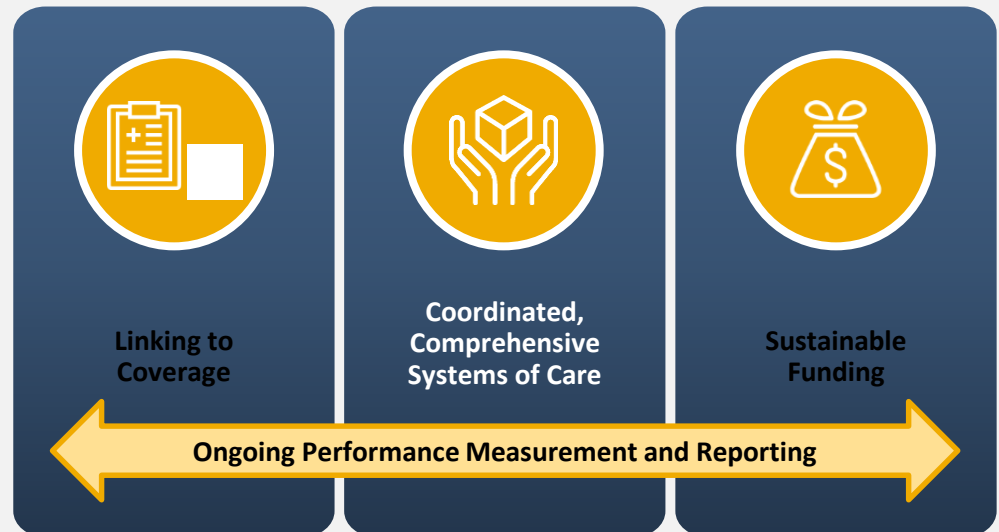 Linking to
Coverage
Coordinated,
Comprehensive
Systems of Care
Sustainable
Funding
$
Ongoing Performance Measurement and Reporting